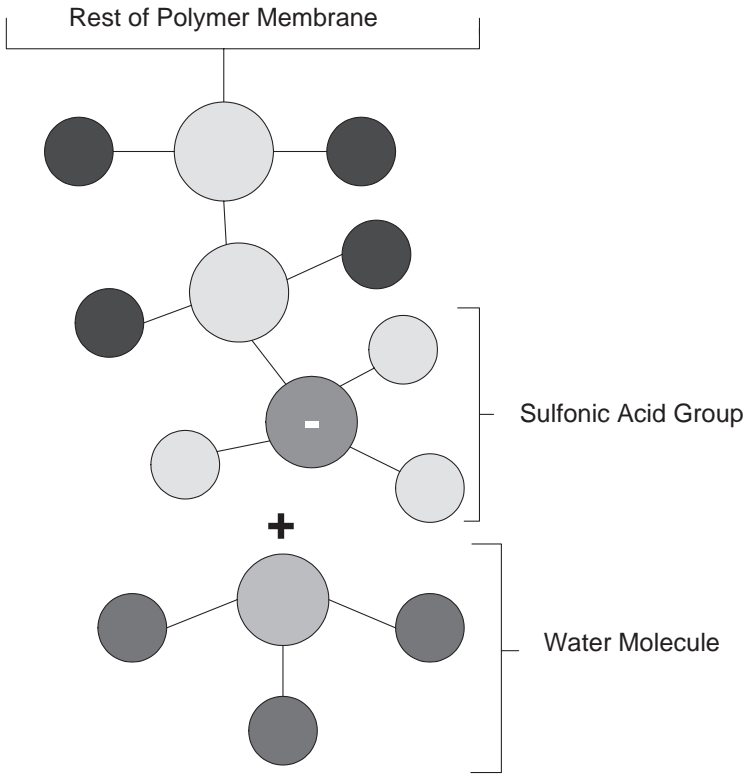 Rest of Polymer Membrane
-
Sulfonic Acid Group
+
Water Molecule